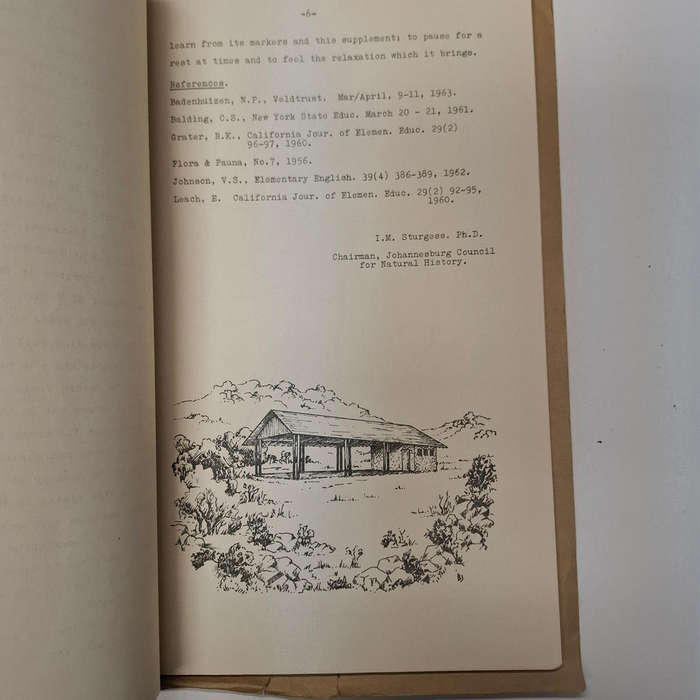 -6-
learn from its markers and this supplement; to pause for a
rest at times and to feel the relaxation which it brings.
References.
Badenhuizen, N.P., Veldtrust. Mar/April, 9-11, 1963.
Balding, C.S., New York State Educ. March 20 - 21, 1961.
Grater, R.K., California Jour. of Elemen. Educ. 29(2)
96-97, 1960.
Flora & Fauna, No.7, 1956.
Johnson, V.S., Elementary English. 39(4) 386-389, 1962.
Leach, E. California Jour. of Elemen. Educ. 29(2) 92-95,
1960.
I.M. Sturgess. Ph.D.
Chairman, Johannesburg Council
for Natural History.